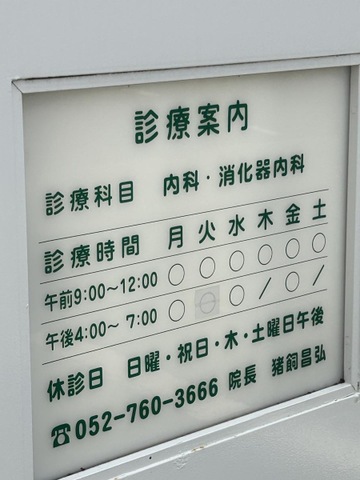 診療案内
診療科目 内科・消化器内科
診療時間 月 火 水 木 金 土
午前9:00～12:00 ○ ○ ○ ○ ○ ○
午後4:00～7:00 ○ ○ ○ / ○ /
休診日 日曜・祝日・木・土曜日午後
☎052-760-3666 院長 猪飼昌弘